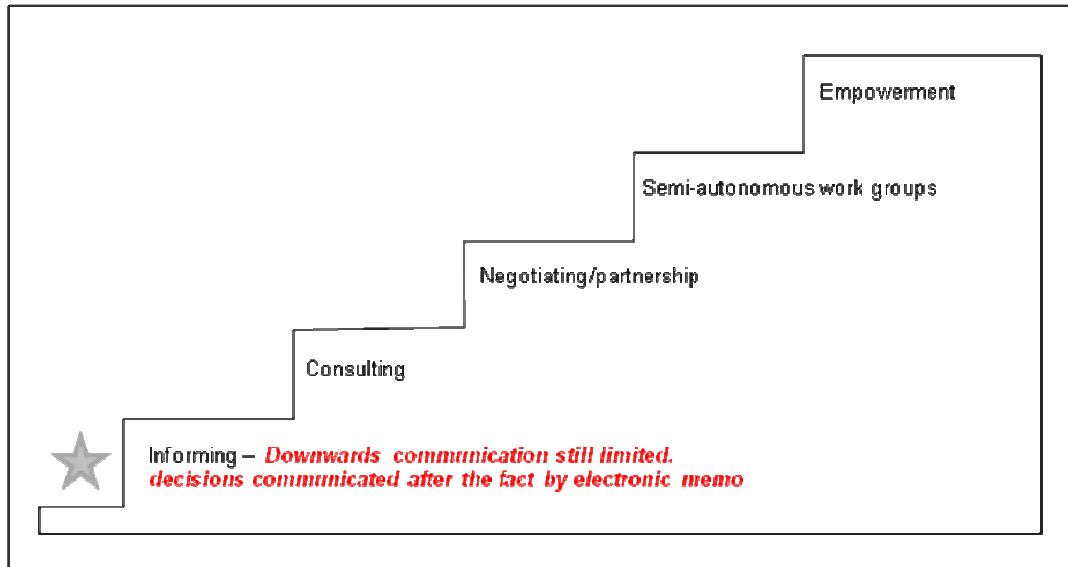 Empowerment
Semi-autonomous work groups
Negotiating/partnership
Consulting
Informing – Downwards communication still limited.
decisions communicated after the fact by electronic memo